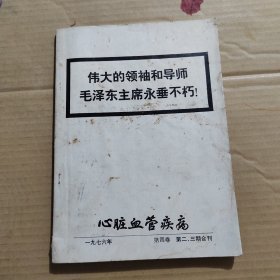 伟大的领袖和导师
毛泽东主席永垂不朽!
心脏血管疾病
一九七六年 第四卷 第二、三期合刊